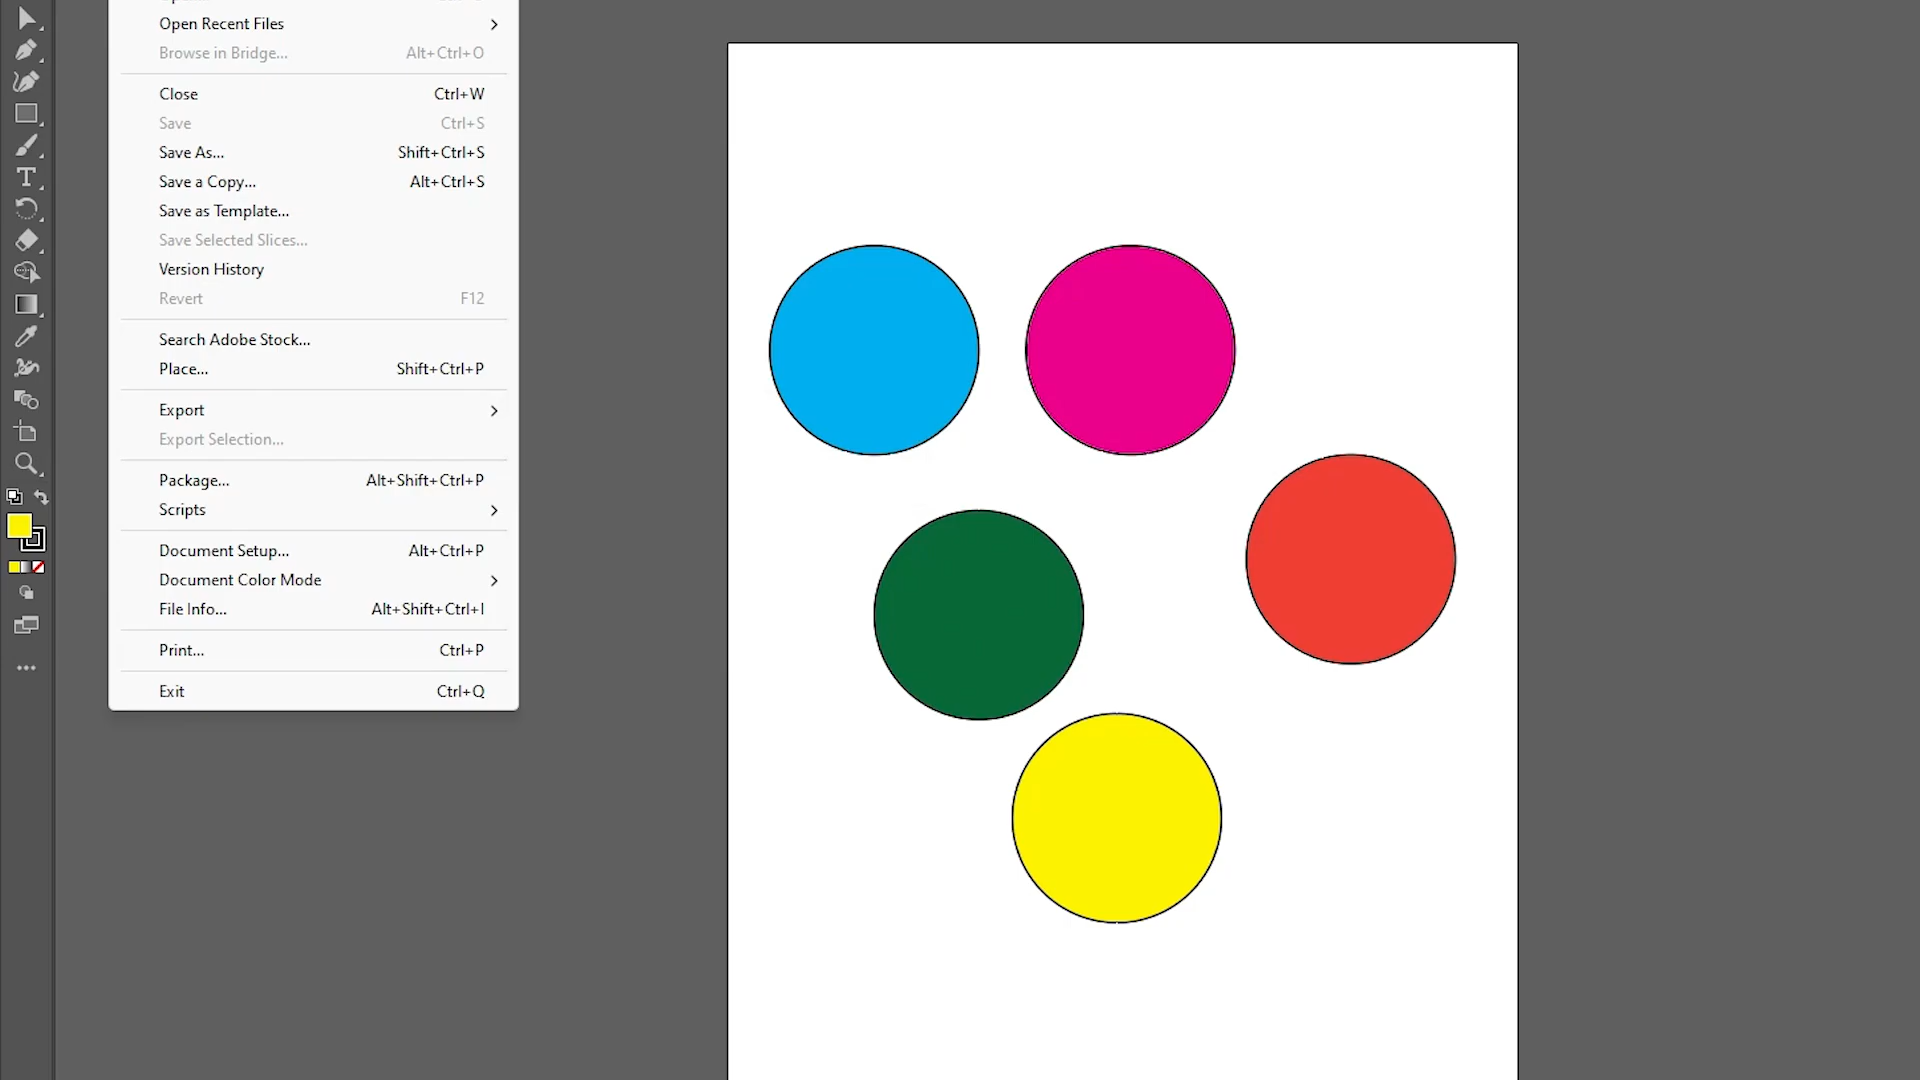 Open Recent Files
Browse in Bridge... Alt+Ctrl+O
Close Ctrl+W
Save Ctrl+S
Save As... Shift+Ctrl+S
Save a Copy... Alt+Ctrl+S
Save as Template...
Save Selected Slices...
Version History
Revert F12
Search Adobe Stock...
Place... Shift+Ctrl+P
Export
Export Selection...
Package... Alt+Shift+Ctrl+P
Scripts
Document Setup... Alt+Ctrl+P
Document Color Mode
File Info... Alt+Shift+Ctrl+I
Print... Ctrl+P
Exit Ctrl+Q